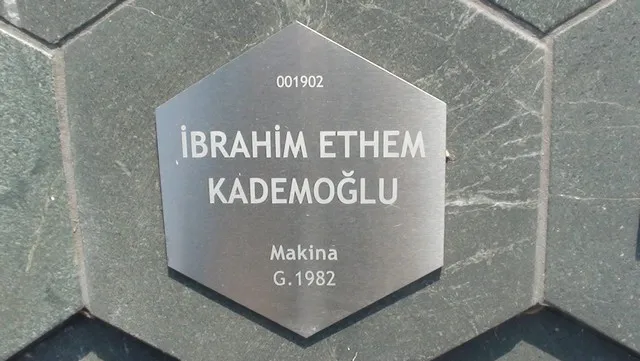 001902
İBRAHİM ETHEM
KADEMOĞLU
Makina
G.1982